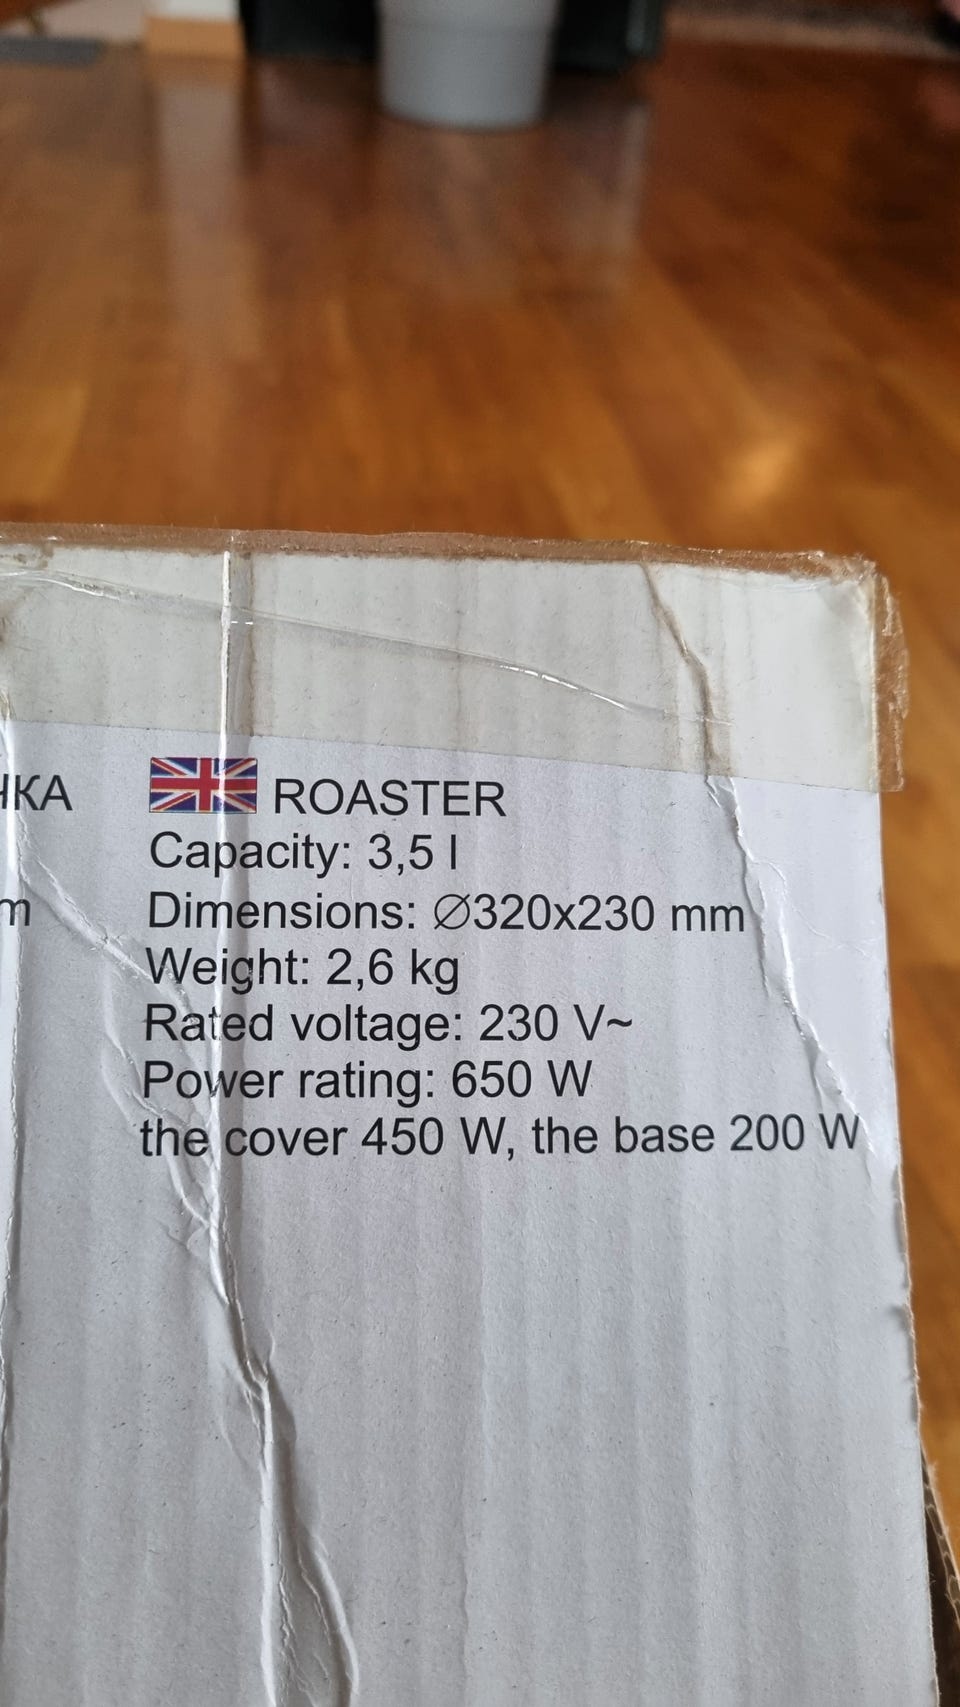 ROASTER
Capacity: 3,5 l
Dimensions: Ø320x230 mm
Weight: 2,6 kg
Rated voltage: 230 V~
Power rating: 650 W
the cover 450 W, the base 200 W